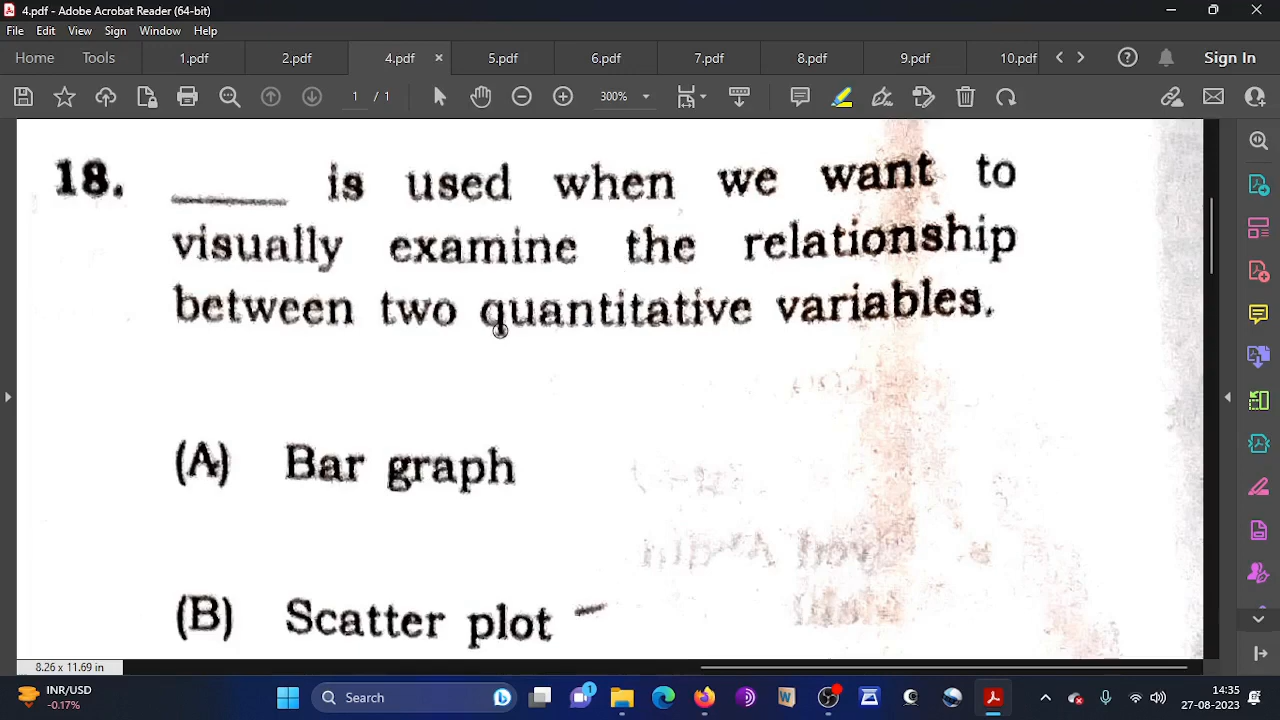 4.pdf - Adobe Acrobat Reader (64-bit)
File Edit View Sign Window Help
Home Tools 1.pdf 2.pdf 4.pdf × 5.pdf 6.pdf 7.pdf 8.pdf 9.pdf 10.pdf Sign In
1 / 1 300%
18. ____ is used when we want to
visually examine the relationship
between two quantitative variables.
(A) Bar graph
(B) Scatter plot
8.26 x 11.69 in
INR/USD
-0.17%
Search
1
14:35
27-08-2023